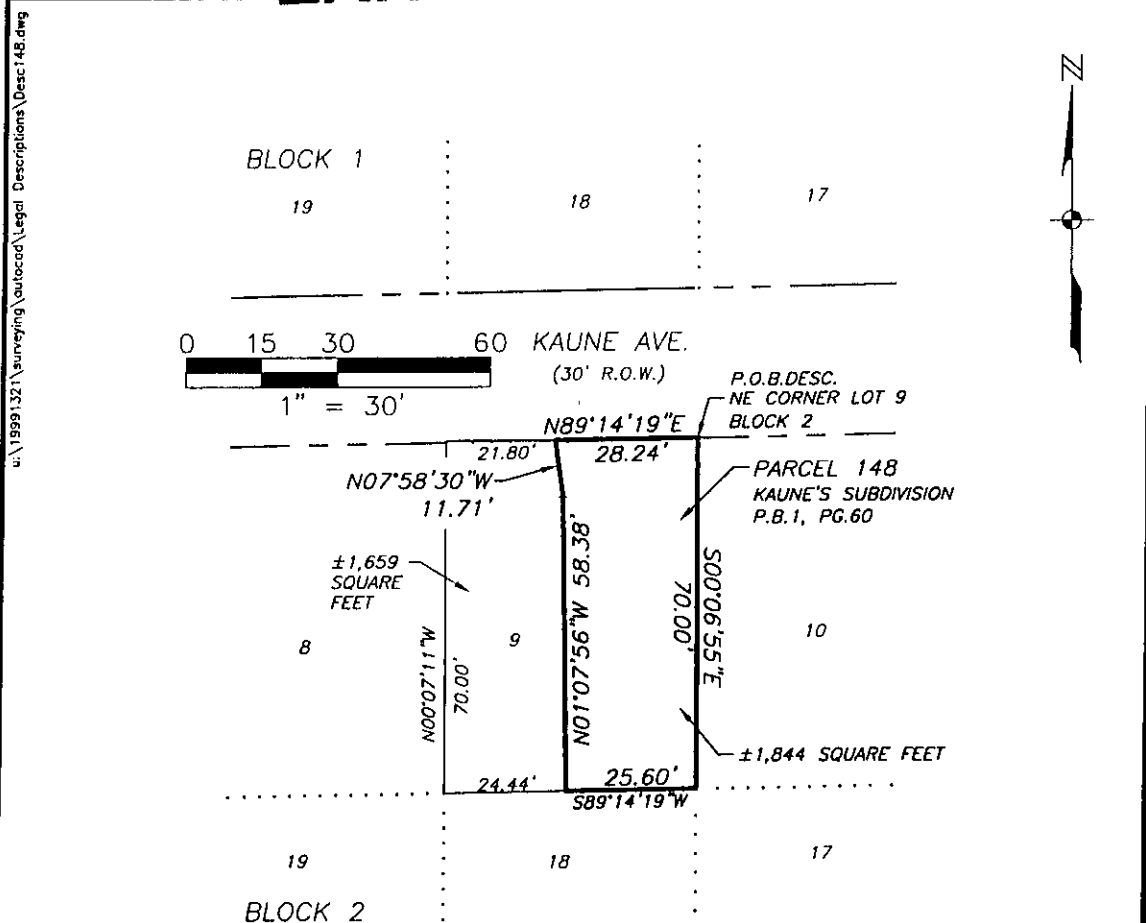 u:\19991321\surveying\autocad\Legal Descriptions\Desc148.dwg
N
BLOCK 1
19
18
17
0 15 30 60
1" = 30'
KAUNE AVE.
(30' R.O.W.)
P.O.B.DESC.
NE CORNER LOT 9
BLOCK 2
N89°14'19"E
21.80'
28.24'
N07°58'30"W
11.71'
PARCEL 148
KAUNE'S SUBDIVISION
P.B.1, PG.60
±1,659
SQUARE
FEET
8
N00°07'11"W
70.00'
9
N01°07'56"W 58.38'
S00°06'55"E
70.00'
10
±1,844 SQUARE FEET
24.44'
25.60'
S89°14'19"W
19
18
17
BLOCK 2